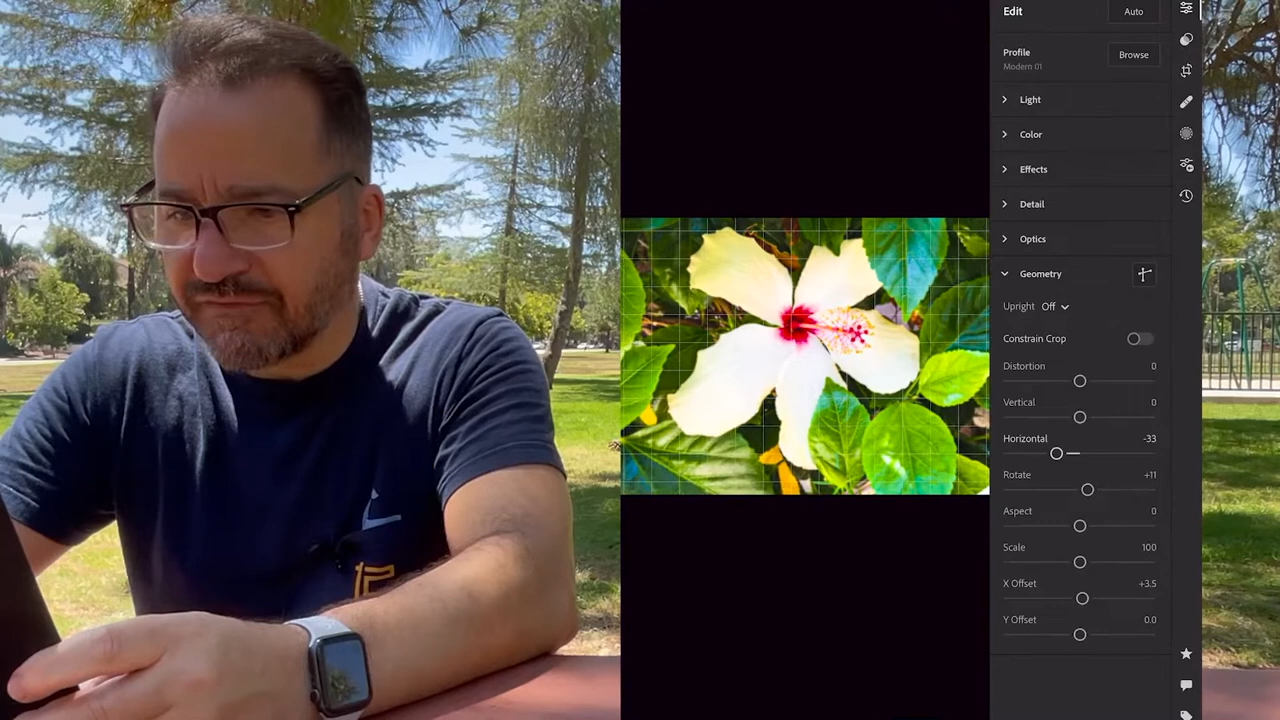 Edit
Auto
Profile
Modern 01
Browse
Light
Color
Effects
Detail
Optics
Geometry
Upright Off
Constrain Crop
Distortion 0
Vertical 0
Horizontal -33
Rotate +11
Aspect 0
Scale 100
X Offset +3.5
Y Offset 0.0